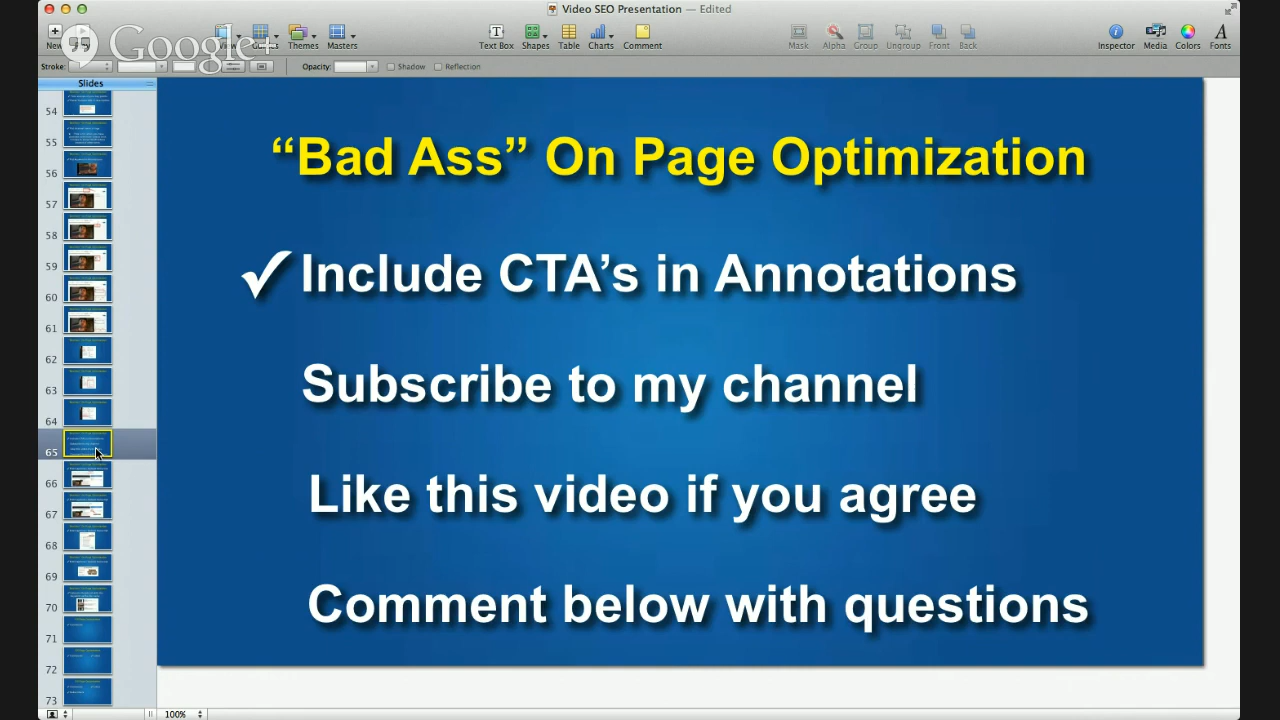 Video SEO Presentation — Edited
Google+
New
View
Themes
Masters
Text Box
Shapes
Table
Charts
Comment
Mask
Alpha
Group
Ungroup
Front
Back
Inspector
Media
Colors
Fonts
Stroke:
Opacity:
Shadow
Reflection
Slides
“Bad Ass” On Page Optimization
✓Include CTA’s in Annotations
Subscribe to my channel
Like this video if you agree
Comment below with questions
54
55
56
57
58
59
60
61
62
63
64
65
66
67
68
69
70
71
72
73
100%